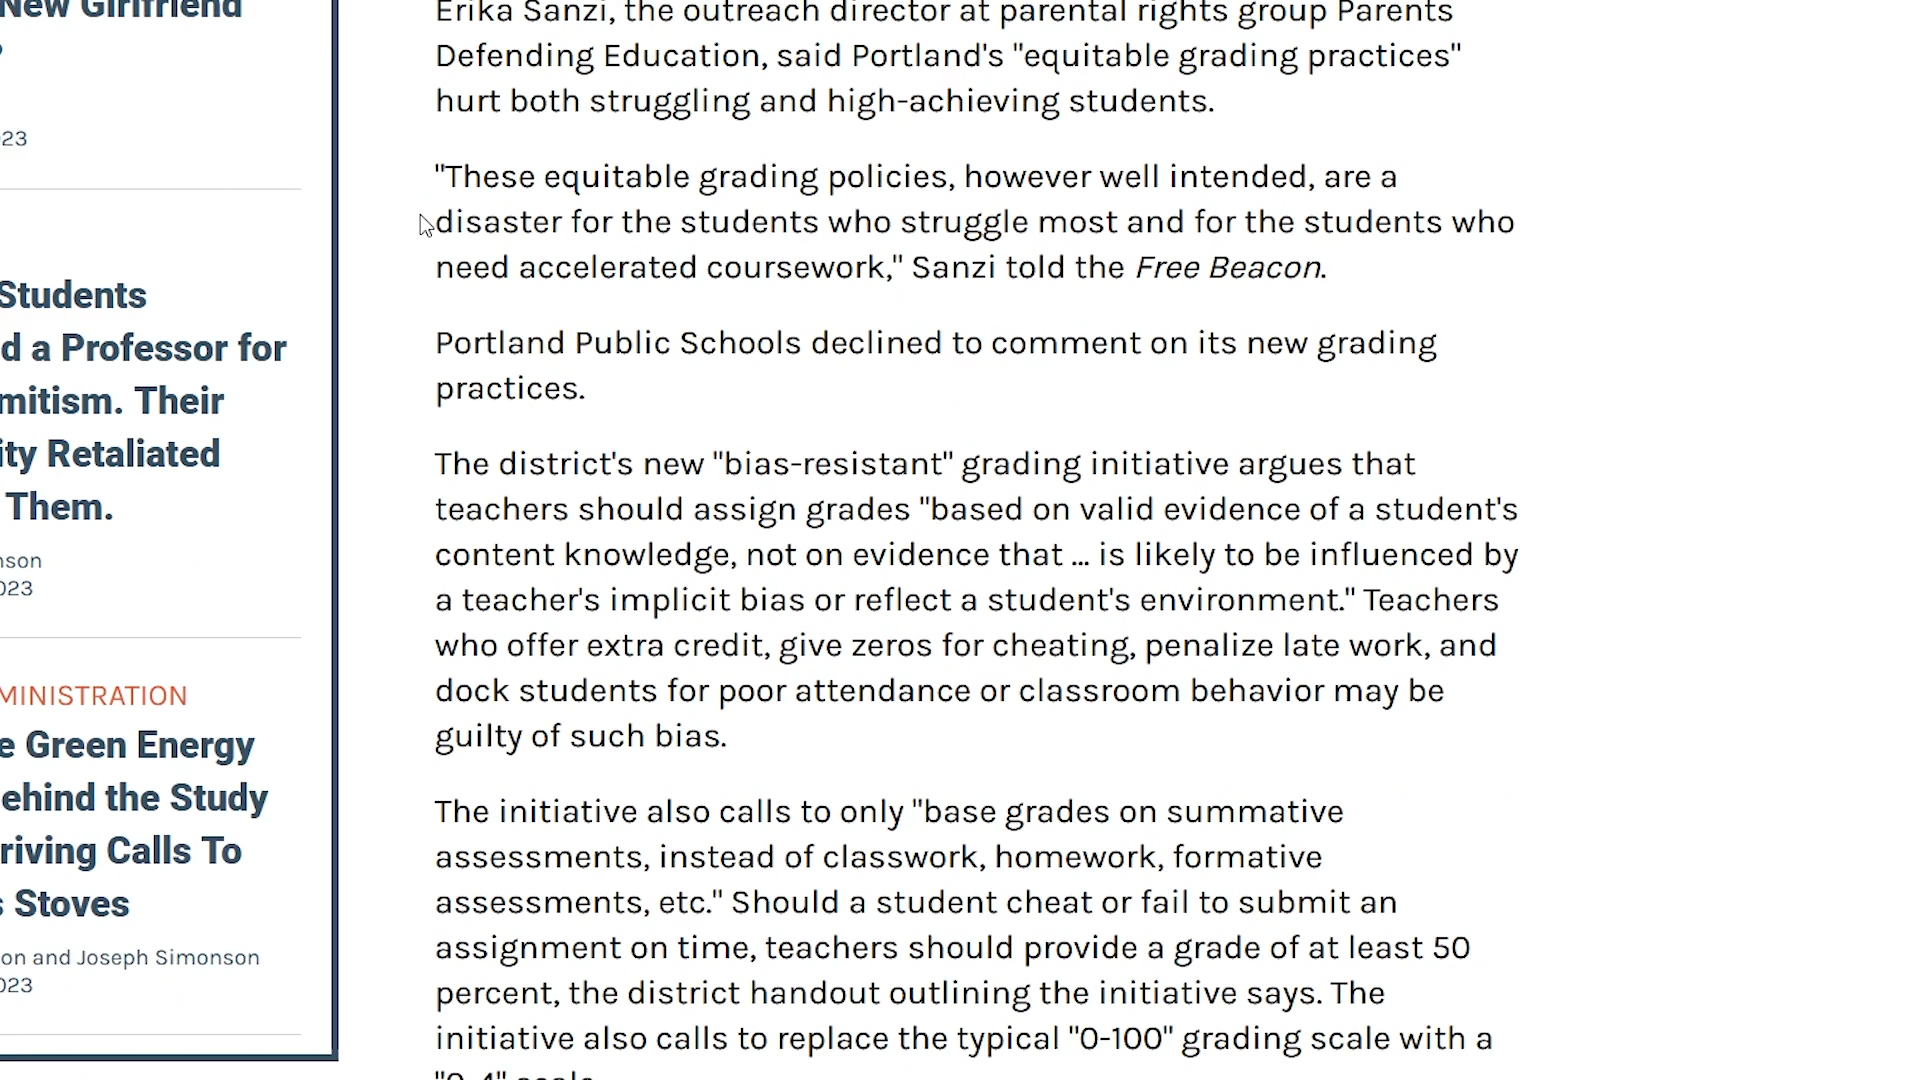 New Girlfriend
?
023
Students
d a Professor for
mitism. Their
ity Retaliated
Them.
nson
023
MINISTRATION
e Green Energy
ehind the Study
riving Calls To
s Stoves
on and Joseph Simonson
023
Erika Sanzi, the outreach director at parental rights group Parents
Defending Education, said Portland's "equitable grading practices"
hurt both struggling and high-achieving students.
"These equitable grading policies, however well intended, are a
disaster for the students who struggle most and for the students who
need accelerated coursework," Sanzi told the Free Beacon.
Portland Public Schools declined to comment on its new grading
practices.
The district's new "bias-resistant" grading initiative argues that
teachers should assign grades "based on valid evidence of a student's
content knowledge, not on evidence that ... is likely to be influenced by
a teacher's implicit bias or reflect a student's environment." Teachers
who offer extra credit, give zeros for cheating, penalize late work, and
dock students for poor attendance or classroom behavior may be
guilty of such bias.
The initiative also calls to only "base grades on summative
assessments, instead of classwork, homework, formative
assessments, etc." Should a student cheat or fail to submit an
assignment on time, teachers should provide a grade of at least 50
percent, the district handout outlining the initiative says. The
initiative also calls to replace the typical "0-100" grading scale with a
"0-4" scale.